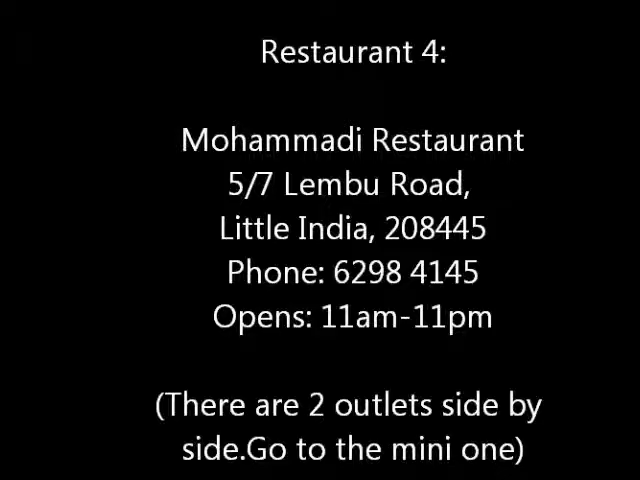 Restaurant 4:
Mohammadi Restaurant
5/7 Lembu Road,
Little India, 208445
Phone: 6298 4145
Opens: 11am-11pm
(There are 2 outlets side by
side.Go to the mini one)